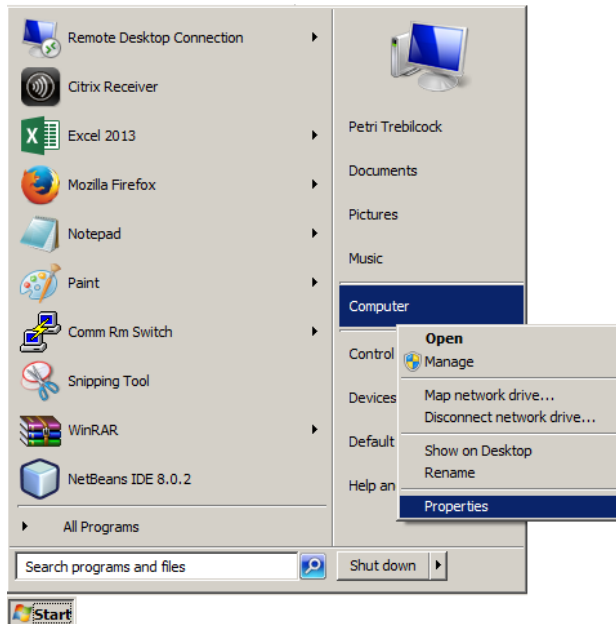 Remote Desktop Connection
Citrix Receiver
Excel 2013
Mozilla Firefox
Notepad
Paint
Comm Rm Switch
Snipping Tool
WinRAR
NetBeans IDE 8.0.2
All Programs
Search programs and files
Petri Trebilcock
Documents
Pictures
Music
Computer
Control
Devices
Default
Help an
Shut down
Open
Manage
Map network drive...
Disconnect network drive...
Show on Desktop
Rename
Properties
Start